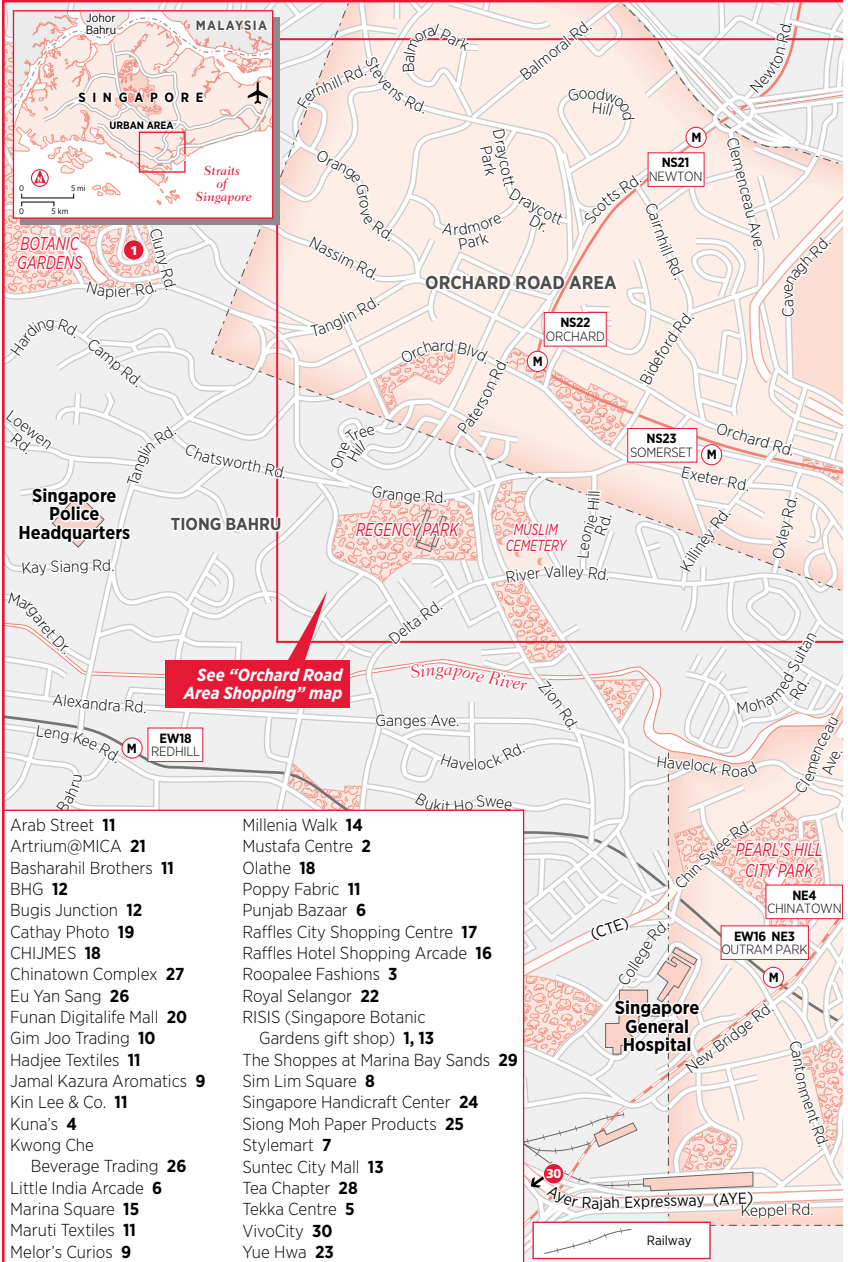 Johor
Bahru
MALAYSIA
SINGAPORE
URBAN AREA
Straits
of
Singapore
0 5 mi
0 5 km
Balmoral Park
Balmoral Rd.
Newton Rd.
Fernhill Rd.
Stevens Rd.
Goodwood
Hill
M
NS21
NEWTON
Draycott
Park
Draycott
Dr.
Scotts Rd.
Clemenceau Ave.
Orange Grove Rd.
Ardmore
Park
Cairnhill Rd.
Cavenagh Rd.
BOTANIC
GARDENS
1
Cluny Rd.
Nassim Rd.
Napier Rd.
ORCHARD ROAD AREA
Tanglin Rd.
NS22
ORCHARD
M
Harding Rd.
Camp Rd.
Orchard Blvd.
Bideford Rd.
Paterson Rd.
Loewen
Rd.
Tanglin Rd.
One Tree
Hill
NS23
SOMERSET
M
Orchard Rd.
Chatsworth Rd.
Exeter Rd.
Grange Rd.
Singapore
Police
Headquarters
TIONG BAHRU
REGENCY PARK
MUSLIM
CEMETERY
Leonie Hill
Rd.
Killiney Rd.
Oxley Rd.
Kay Siang Rd.
River Valley Rd.
Margaret Dr.
Delta Rd.
See "Orchard Road
Area Shopping" map
Singapore River
Mohamed Sultan
Rd.
Zion Rd.
Alexandra Rd.
Ganges Ave.
Leng Kee Rd.
M
EW18
REDHILL
Havelock Rd.
Havelock Road
Clemenceau
Ave.
Bahru
Bukit Ho Swee
Chin Swee Rd.
PEARL'S HILL
CITY PARK
NE4
CHINATOWN
(CTE)
EW16 NE3
OUTRAM PARK
M
College Rd.
Singapore
General
Hospital
New Bridge Rd.
Cantonment Rd.
30
Ayer Rajah Expressway (AYE)
Keppel Rd.
Railway
Arab Street 11
Artrium@MICA 21
Basharahil Brothers 11
BHG 12
Bugis Junction 12
Cathay Photo 19
CHIJMES 18
Chinatown Complex 27
Eu Yan Sang 26
Funan Digitalife Mall 20
Gim Joo Trading 10
Hadjee Textiles 11
Jamal Kazura Aromatics 9
Kin Lee & Co. 11
Kuna's 4
Kwong Che
Beverage Trading 26
Little India Arcade 6
Marina Square 15
Maruti Textiles 11
Melor's Curios 9
Millenia Walk 14
Mustafa Centre 2
Olathe 18
Poppy Fabric 11
Punjab Bazaar 6
Raffles City Shopping Centre 17
Raffles Hotel Shopping Arcade 16
Roopalee Fashions 3
Royal Selangor 22
RISIS (Singapore Botanic
Gardens gift shop) 1, 13
The Shoppes at Marina Bay Sands 29
Sim Lim Square 8
Singapore Handicraft Center 24
Siong Moh Paper Products 25
Stylemart 7
Suntec City Mall 13
Tea Chapter 28
Tekka Centre 5
VivoCity 30
Yue Hwa 23